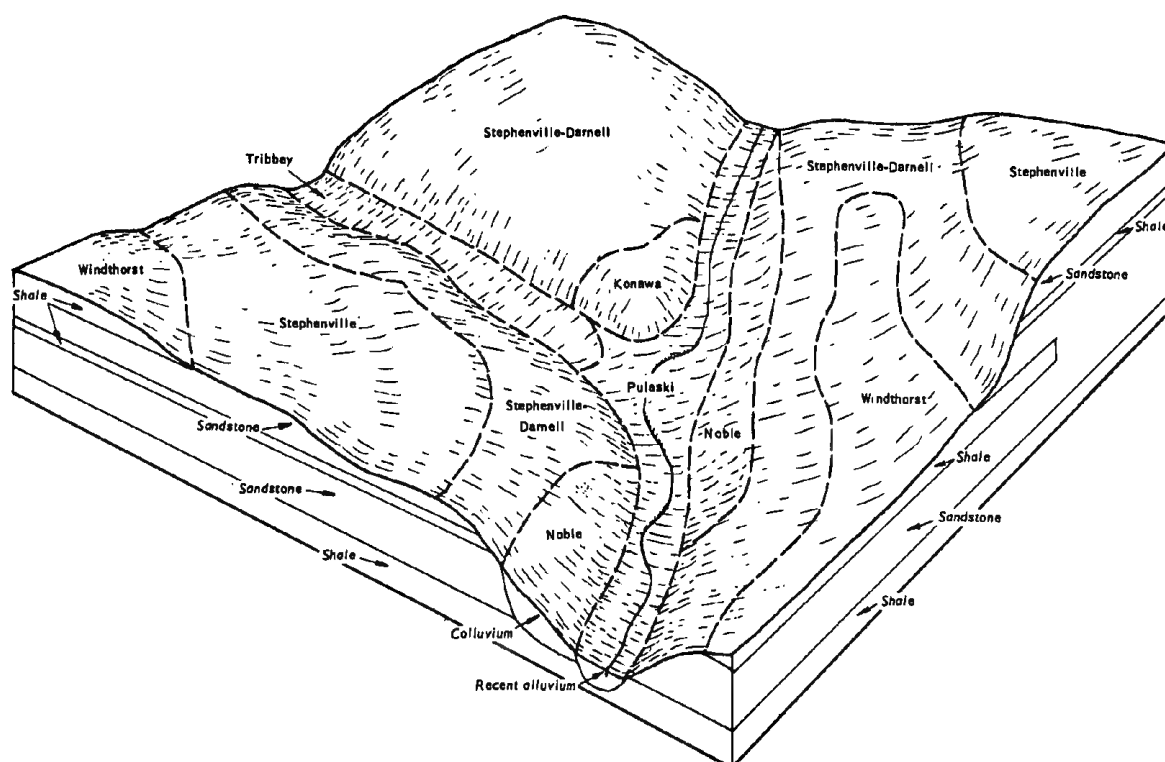 Stephenville-Darnell
Tribbey
Stephenville-Darnell
Stephenville
Shale
Windthorst
Konawa
Sandstone
Shale
Stephenville
Pulaski
Stephenville-
Darnell
Windthorst
Sandstone
Noble
Shale
Sandstone
Sandstone
Noble
Shale
Shale
Colluvium
Recent alluvium